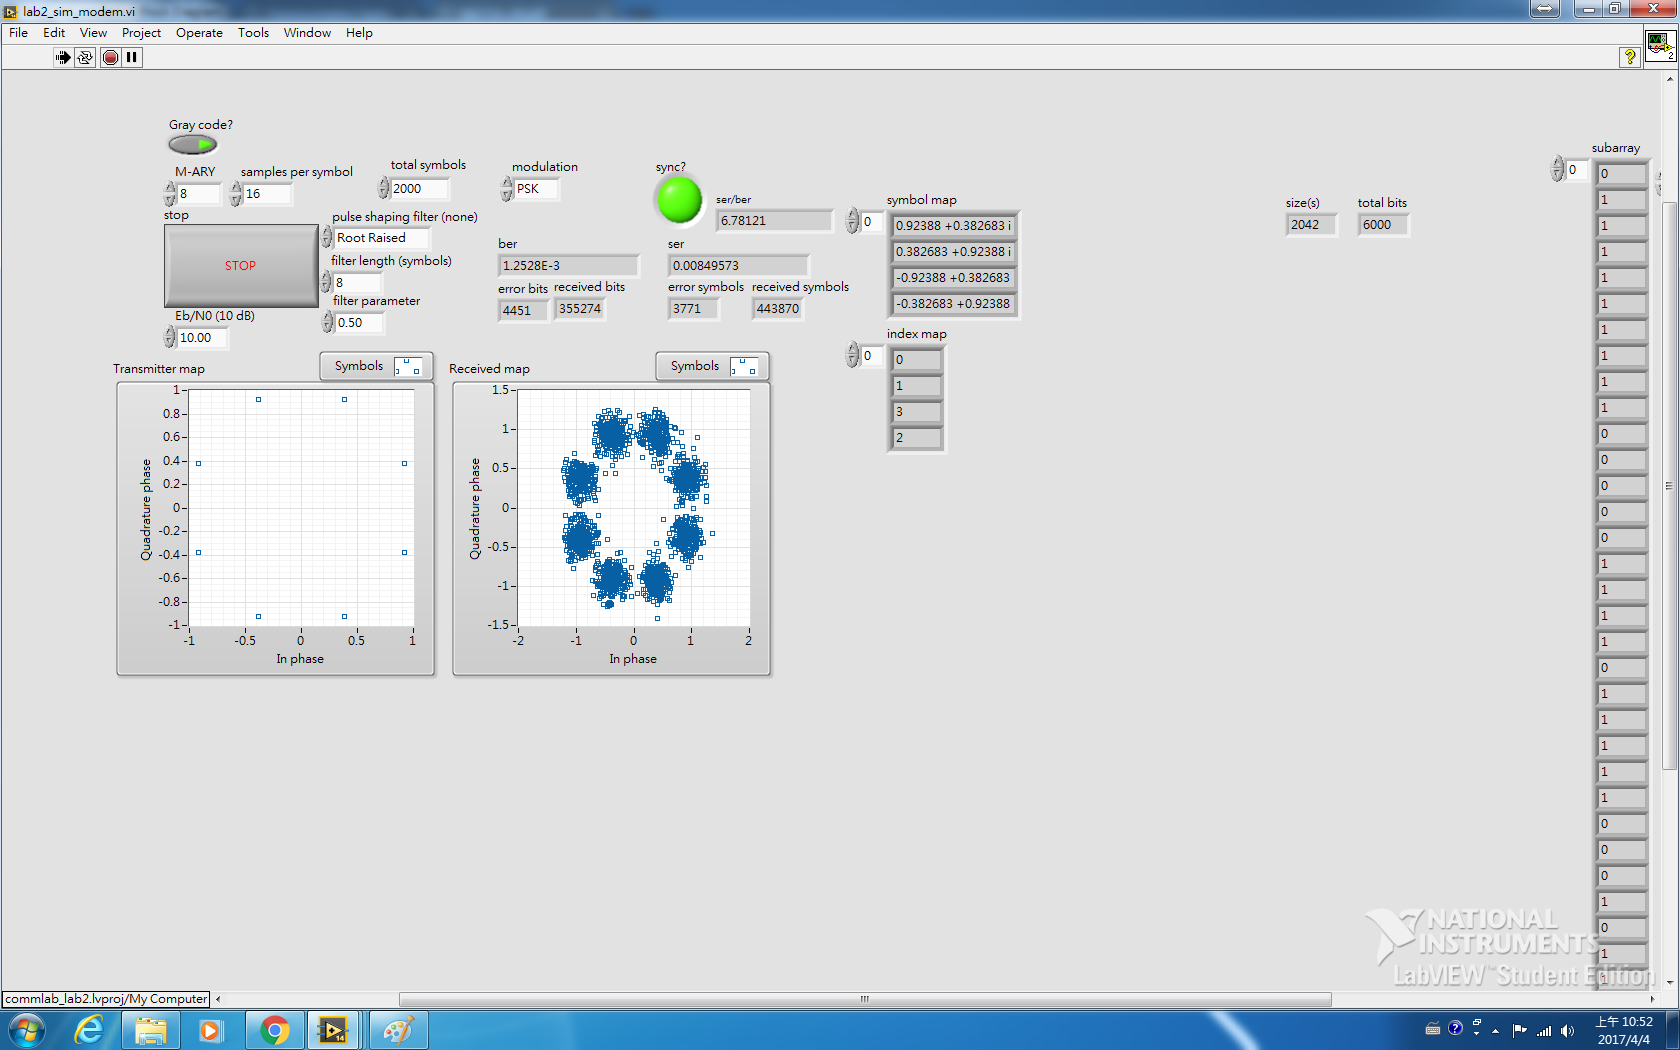 lab2_sim_modem.vi
File Edit View Project Operate Tools Window Help
Gray code?
M-ARY
8
samples per symbol
16
total symbols
2000
modulation
PSK
sync?
ser/ber
6.78121
symbol map
0
0.92388 +0.382683 i
0.382683 +0.92388 i
-0.92388 +0.382683
-0.382683 +0.92388
size(s)
2042
total bits
6000
stop
STOP
pulse shaping filter (none)
Root Raised
filter length (symbols)
8
filter parameter
0.50
Eb/N0 (10 dB)
10.00
ber
1.2528E-3
error bits
4451
received bits
355274
ser
0.00849573
error symbols
3771
received symbols
443870
index map
0
0
1
3
2
Transmitter map
Symbols
1
0.8
0.6
0.4
0.2
0
-0.2
-0.4
-0.6
-0.8
-1
Quadrature phase
-1 -0.5 0 0.5 1
In phase
Received map
Symbols
1.5
1
0.5
0
-0.5
-1
-1.5
Quadrature phase
-2 -1 0 1 2
In phase
subarray
0
0
1
1
1
1
1
1
1
1
1
0
0
0
0
0
1
1
1
1
0
1
1
1
1
1
0
0
0
1
0
1
NATIONAL
INSTRUMENTS
LabVIEW™ Student Edition
commlab_lab2.lvproj/My Computer
上午 10:52
2017/4/4